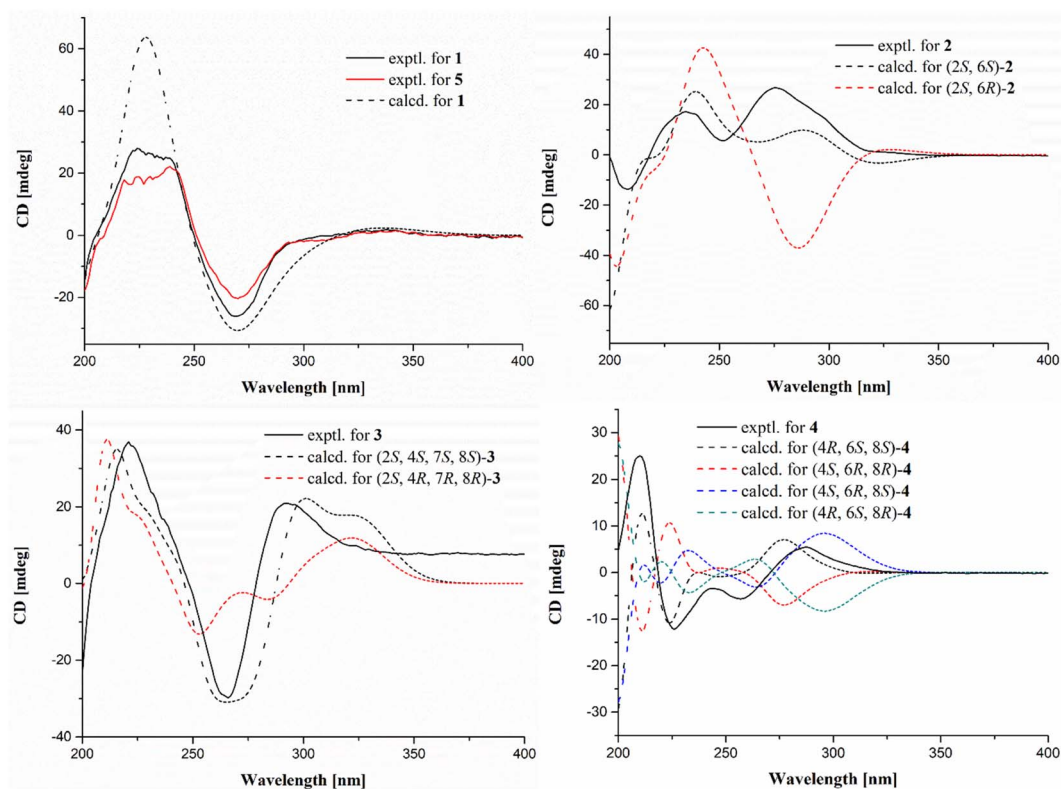 exptl. for 1
exptl. for 5
calcd. for 1
CD [mdeg]
60
40
20
0
-20
200 250 300 350 400
Wavelength [nm]
exptl. for 2
calcd. for (2S, 6S)-2
calcd. for (2S, 6R)-2
CD [mdeg]
40
20
0
-20
-40
-60
200 250 300 350 400
Wavelength [nm]
exptl. for 3
calcd. for (2S, 4S, 7S, 8S)-3
calcd. for (2S, 4R, 7R, 8R)-3
CD [mdeg]
40
20
0
-20
-40
200 250 300 350 400
Wavelength [nm]
exptl. for 4
calcd. for (4R, 6S, 8S)-4
calcd. for (4S, 6R, 8R)-4
calcd. for (4S, 6R, 8S)-4
calcd. for (4R, 6S, 8R)-4
CD [mdeg]
30
20
10
0
-10
-20
-30
200 250 300 350 400
Wavelength [nm]